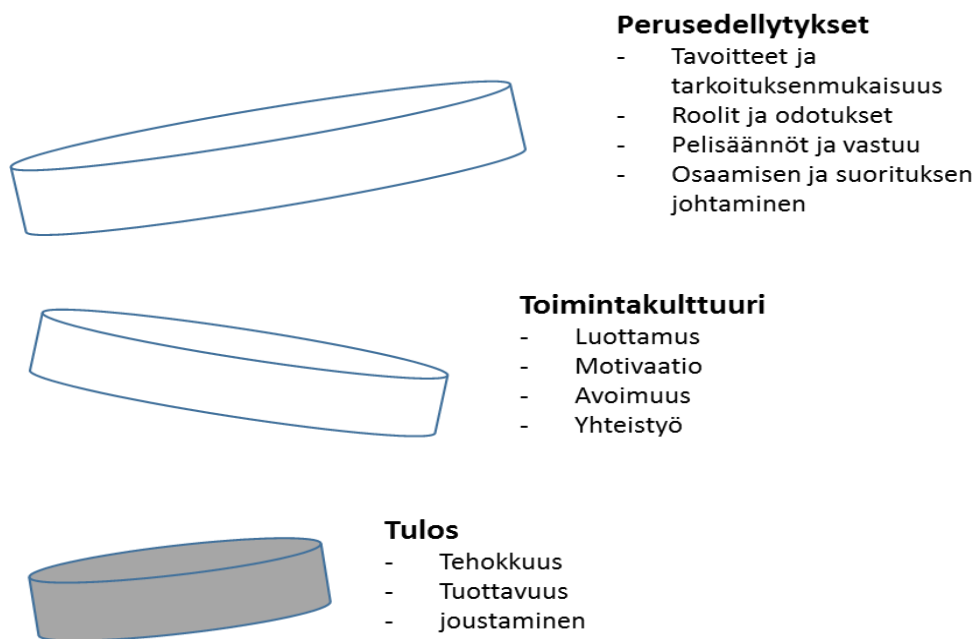 Perusedellytykset
- Tavoitteet ja
tarkoituksenmukaisuus
- Roolit ja odotukset
- Pelisäännöt ja vastuu
- Osaamisen ja suorituksen
johtaminen
Toimintakulttuuri
- Luottamus
- Motivaatio
- Avoimuus
- Yhteistyö
Tulos
- Tehokkuus
- Tuottavuus
- joustaminen